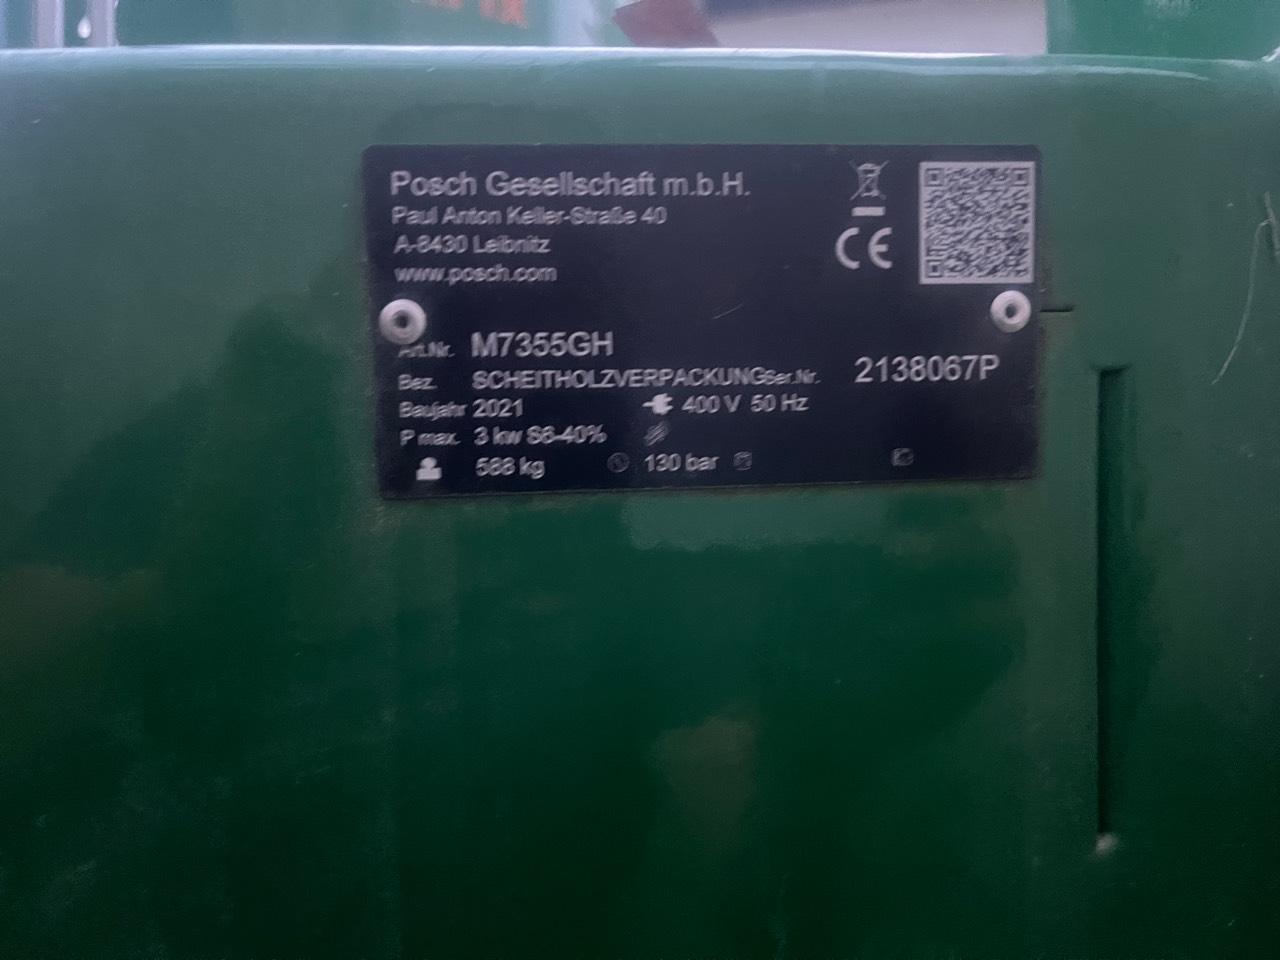 Posch Gesellschaft m.b.H.
Paul Anton Keller-Straße 40
A-8430 Leibnitz
www.posch.com
CE
Art.Nr. M7355GH
Bez. SCHEITHOLZVERPACKUNG Ser.Nr. 2138067P
Baujahr 2021 400 V 50 Hz
P max. 3 kw S6-40%
588 kg 130 bar